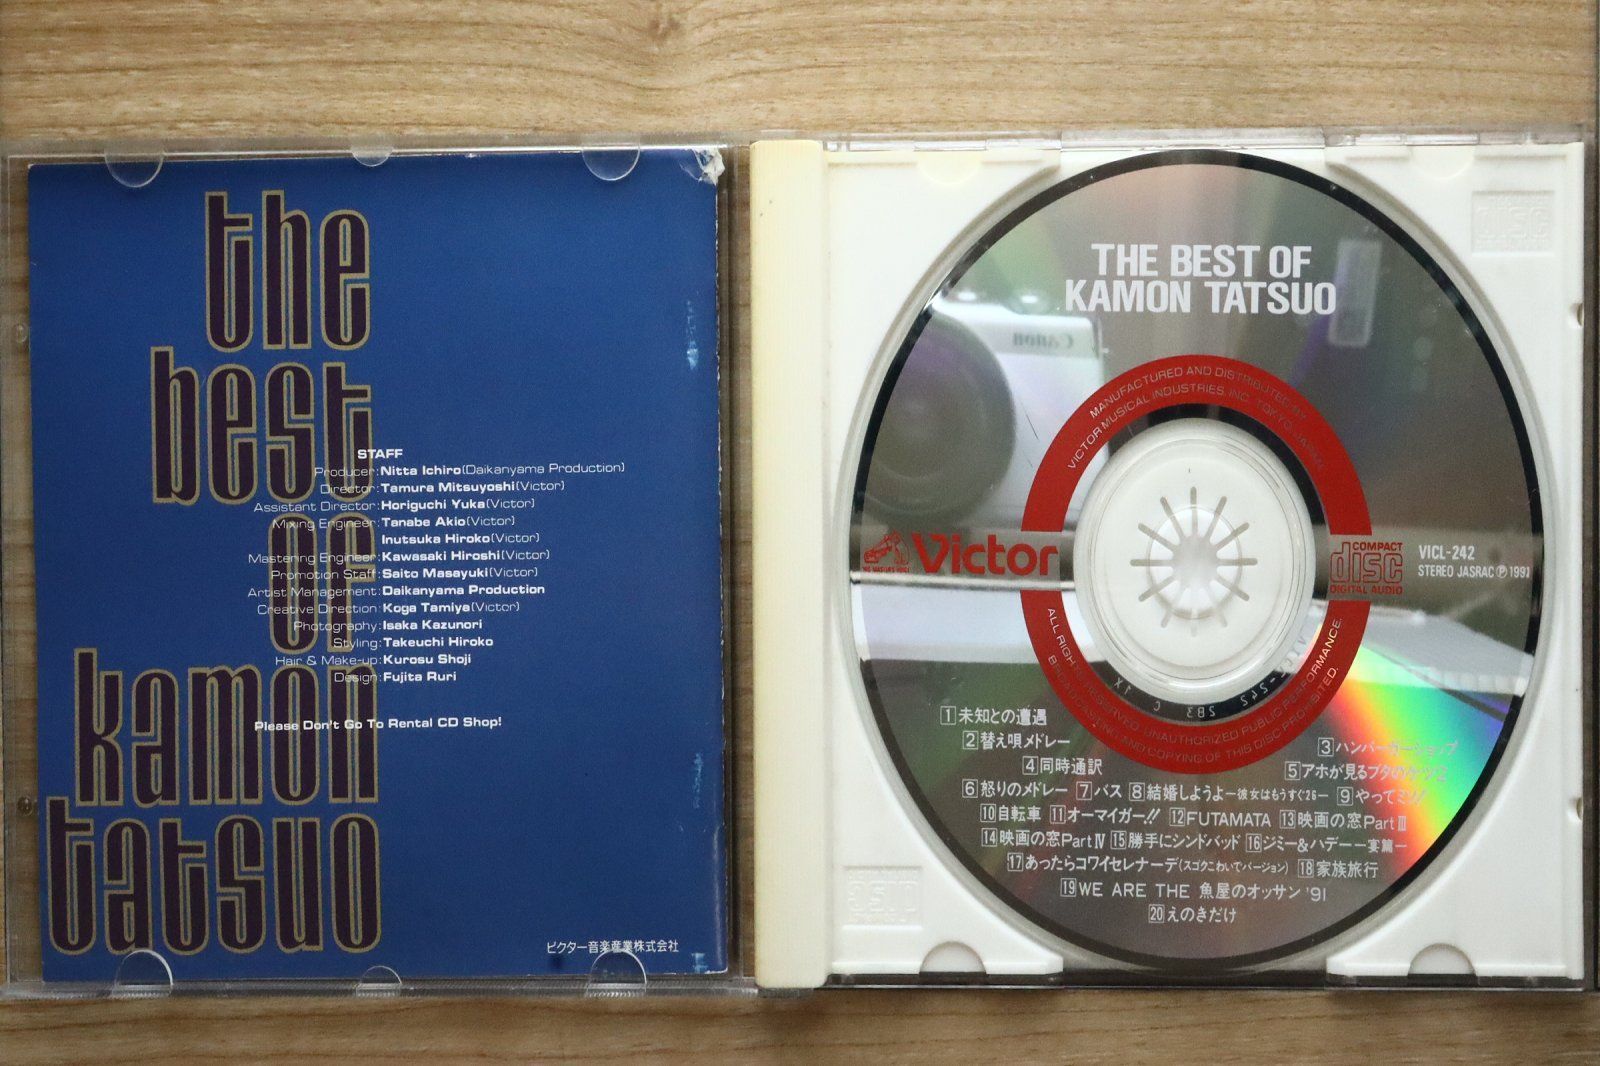 the
best
of
kamon
tatsuo
STAFF
Producer:Nitta Ichiro(Daikanyama Production)
Director:Tamura Mitsuyoshi(Victor)
Assistant Director:Horiguchi Yuka(Victor)
Mixing Engineer:Tanabe Akio(Victor)
Inutsuka Hiroko(Victor)
Mastering Engineer:Kawasaki Hiroshi(Victor)
Promotion Staff:Saito Masayuki(Victor)
Artist Management:Daikanyama Production
Creative Direction:Koga Tamiya(Victor)
Photography:Isaka Kazunori
Styling:Takeuchi Hiroko
Hair & Make-up:Kurosu Shoji
Design:Fujita Ruri
Please Don't Go To Rental CD Shop!
ビクター音楽産業株式会社
THE BEST OF
KAMON TATSUO
Canon
MANUFACTURED AND DISTRIBUTED BY
VICTOR MUSICAL INDUSTRIES, INC. TOKYO, JAPAN
HIS MASTER'S VOICE
Victor
COMPACT
disc
DIGITAL AUDIO
VICL-242
STEREO JASRAC Ⓟ 1991
ALL RIGHTS RESERVED. UNAUTHORIZED PUBLIC PERFORMANCE,
BROADCASTING AND COPYING OF THIS DISC PROHIBITED.
1 未知との遭遇
2 替え唄メドレー
3 ハンバーガーショップ
4 同時通訳
5 アホが見るブタのケツ2
6 怒りのメドレー 7 バス 8 結婚しようよー彼女はもうすぐ26ー 9 やってミソ!
10 自転車 11 オーマイガー!! 12 FUTAMATA 13 映画の窓Part Ⅲ
14 映画の窓Part Ⅳ 15 勝手にシンドバッド 16 ジミー&ハデー ー宴篇ー
17 あったらコワイセレナーデ(スゴクこわいでバージョン) 18 家族旅行
19 WE ARE THE 魚屋のオッサン '91
20 えのきだけ